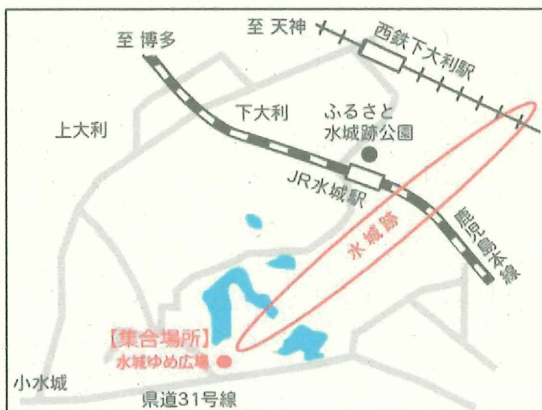 至 天神
至 博多
西鉄下大利駅
ふるさと
水城跡公園
下大利
上大利
JR水城駅
鹿児島本線
水城跡
【集合場所】
水城ゆめ広場
小水城
県道31号線